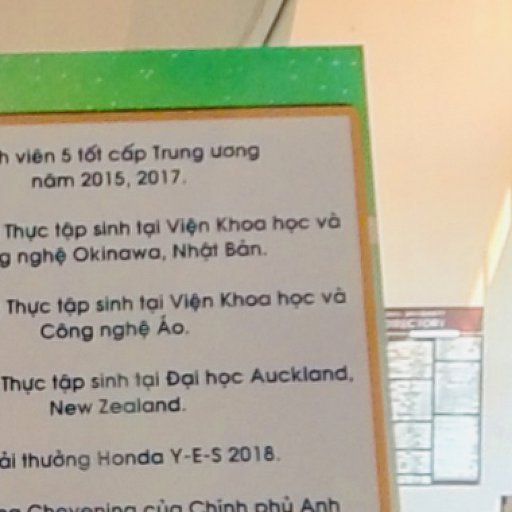 h viên 5 tốt cấp Trung ương
năm 2015, 2017.
Thực tập sinh tại Viện Khoa học và
g nghệ Okinawa, Nhật Bản.
Thực tập sinh tại Viện Khoa học và
Công nghệ Áo.
Thực tập sinh tại Đại học Auckland,
New Zealand.
ải thưởng Honda Y-E-S 2018.
Chevening của Chính phủ Anh
DIRECTORY